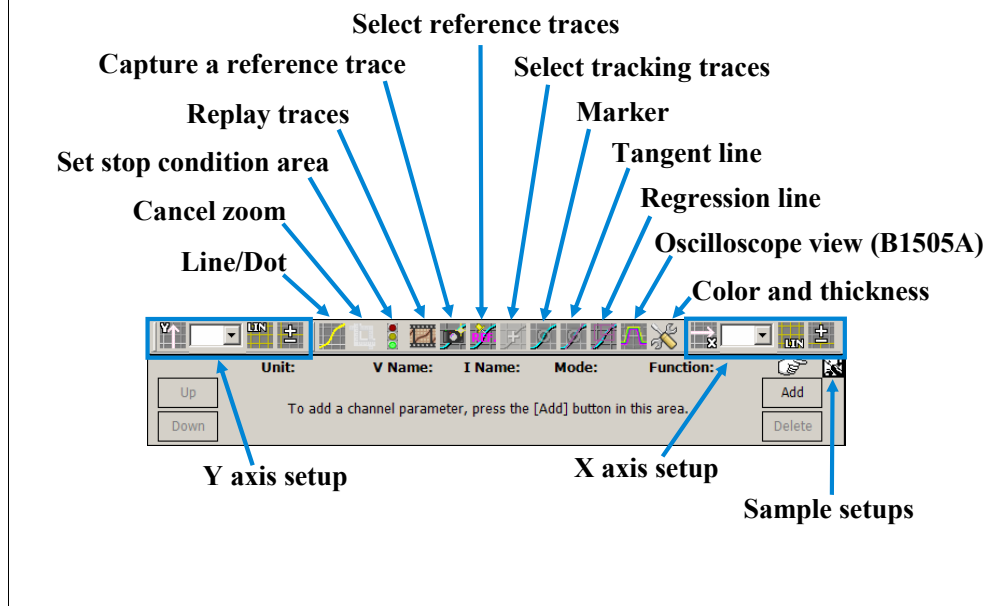 Select reference traces
Capture a reference trace
Select tracking traces
Replay traces
Marker
Set stop condition area
Tangent line
Cancel zoom
Regression line
Line/Dot
Oscilloscope view (B1505A)
Color and thickness
Y
LIN
X
LIN
Unit: V Name: I Name: Mode: Function:
Up
Add
To add a channel parameter, press the [Add] button in this area.
Down
Delete
Y axis setup
X axis setup
Sample setups